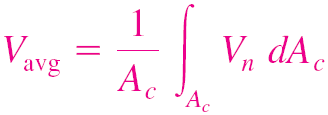 V_avg = 1/A_c ∫_{A_c} V_n dA_c